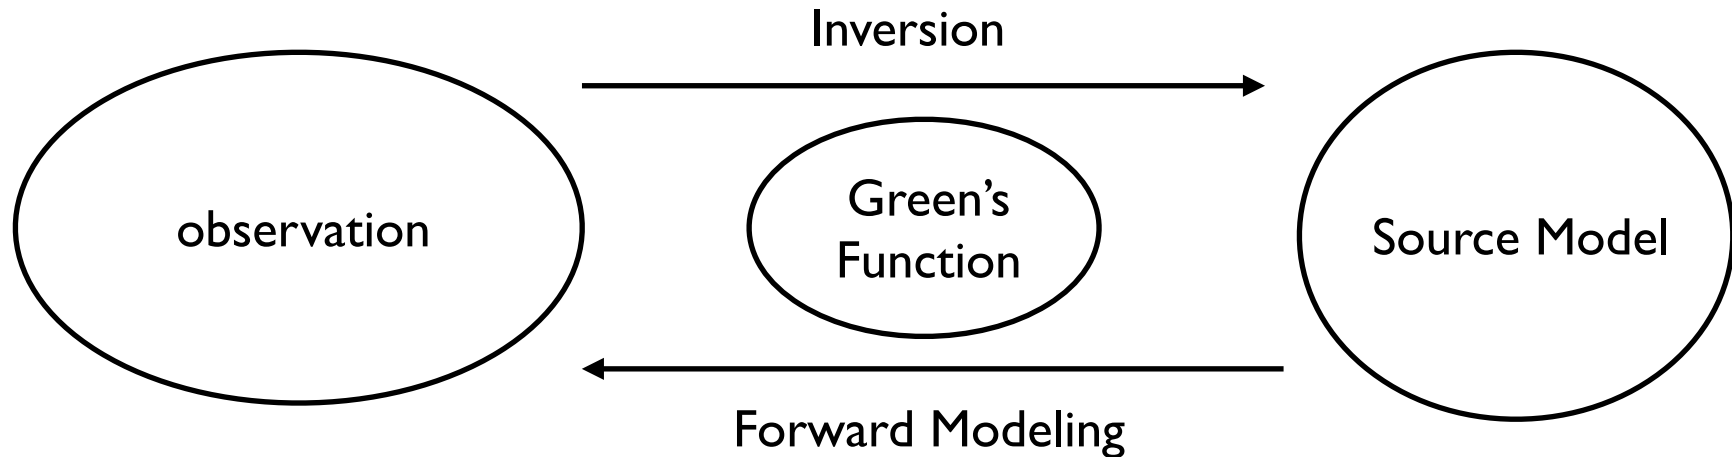 Inversion
observation
Green’s
Function
Source Model
Forward Modeling